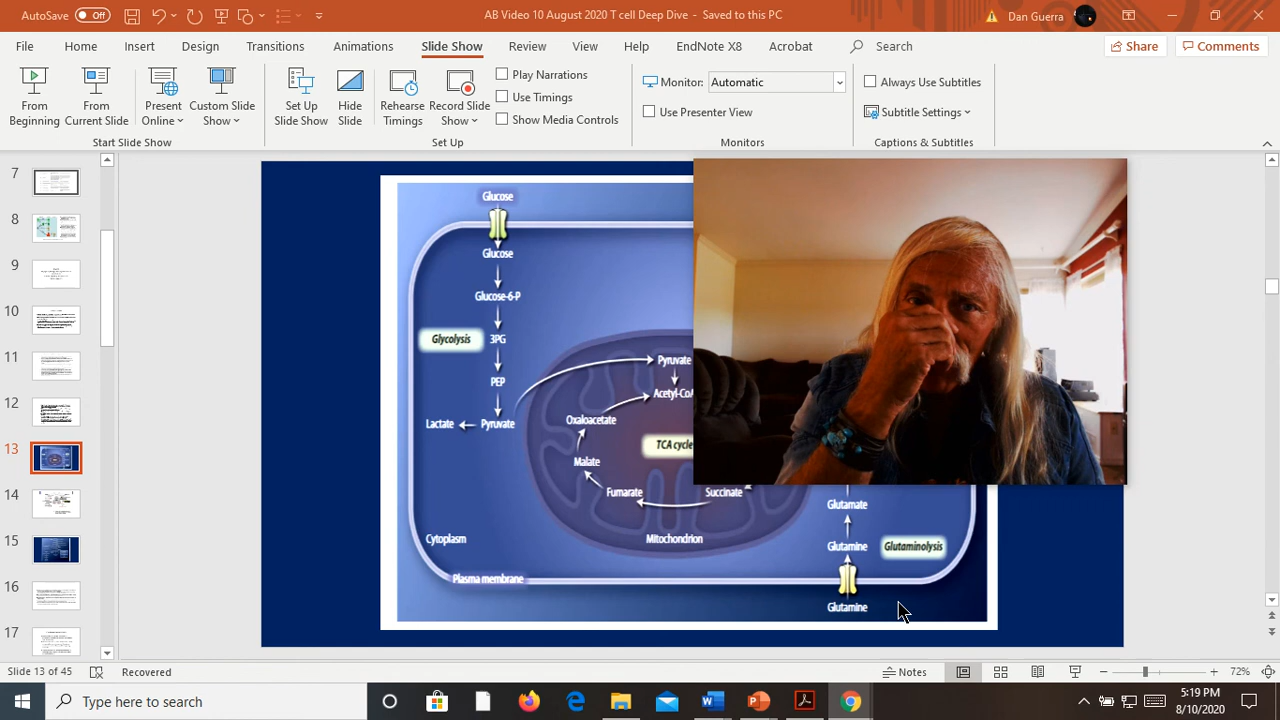 AutoSave Off
AB Video 10 August 2020 T cell Deep Dive - Saved to this PC
Dan Guerra
File Home Insert Design Transitions Animations Slide Show Review View Help EndNote X8 Acrobat Search Share Comments
From Beginning
From Current Slide
Present Online
Custom Slide Show
Start Slide Show
Set Up Slide Show
Hide Slide
Rehearse Timings
Record Slide Show
Play Narrations
Use Timings
Show Media Controls
Set Up
Monitor: Automatic
Use Presenter View
Monitors
Always Use Subtitles
Subtitle Settings
Captions & Subtitles
7
8
9
10
11
12
13
14
15
16
17
Glucose
Glucose
Glucose-6-P
Glycolysis 3PG
PEP
Lactate Pyruvate
Pyruvate
Acetyl-CoA
Oxaloacetate
TCA cycle
Malate
Fumarate Succinate
Glutamate
Glutamine Glutaminolysis
Cytoplasm Mitochondrion
Plasma membrane
Glutamine
Slide 13 of 45 Recovered Notes 72%
Type here to search
5:19 PM
8/10/2020